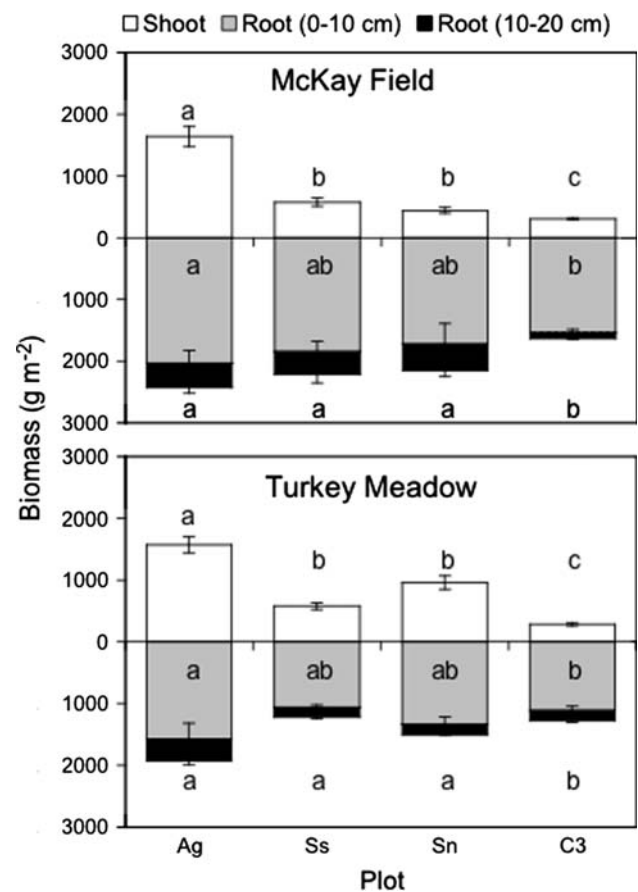 Shoot Root (0-10 cm) Root (10-20 cm)
3000
McKay Field
a
2000
b b c
1000
0
a ab ab b
1000
2000
a a a b
3000
3000
Turkey Meadow
a
2000
b b c
1000
0
a ab ab b
1000
2000
a a a b
3000
Ag Ss Sn C3
Plot
Biomass (g m-2)